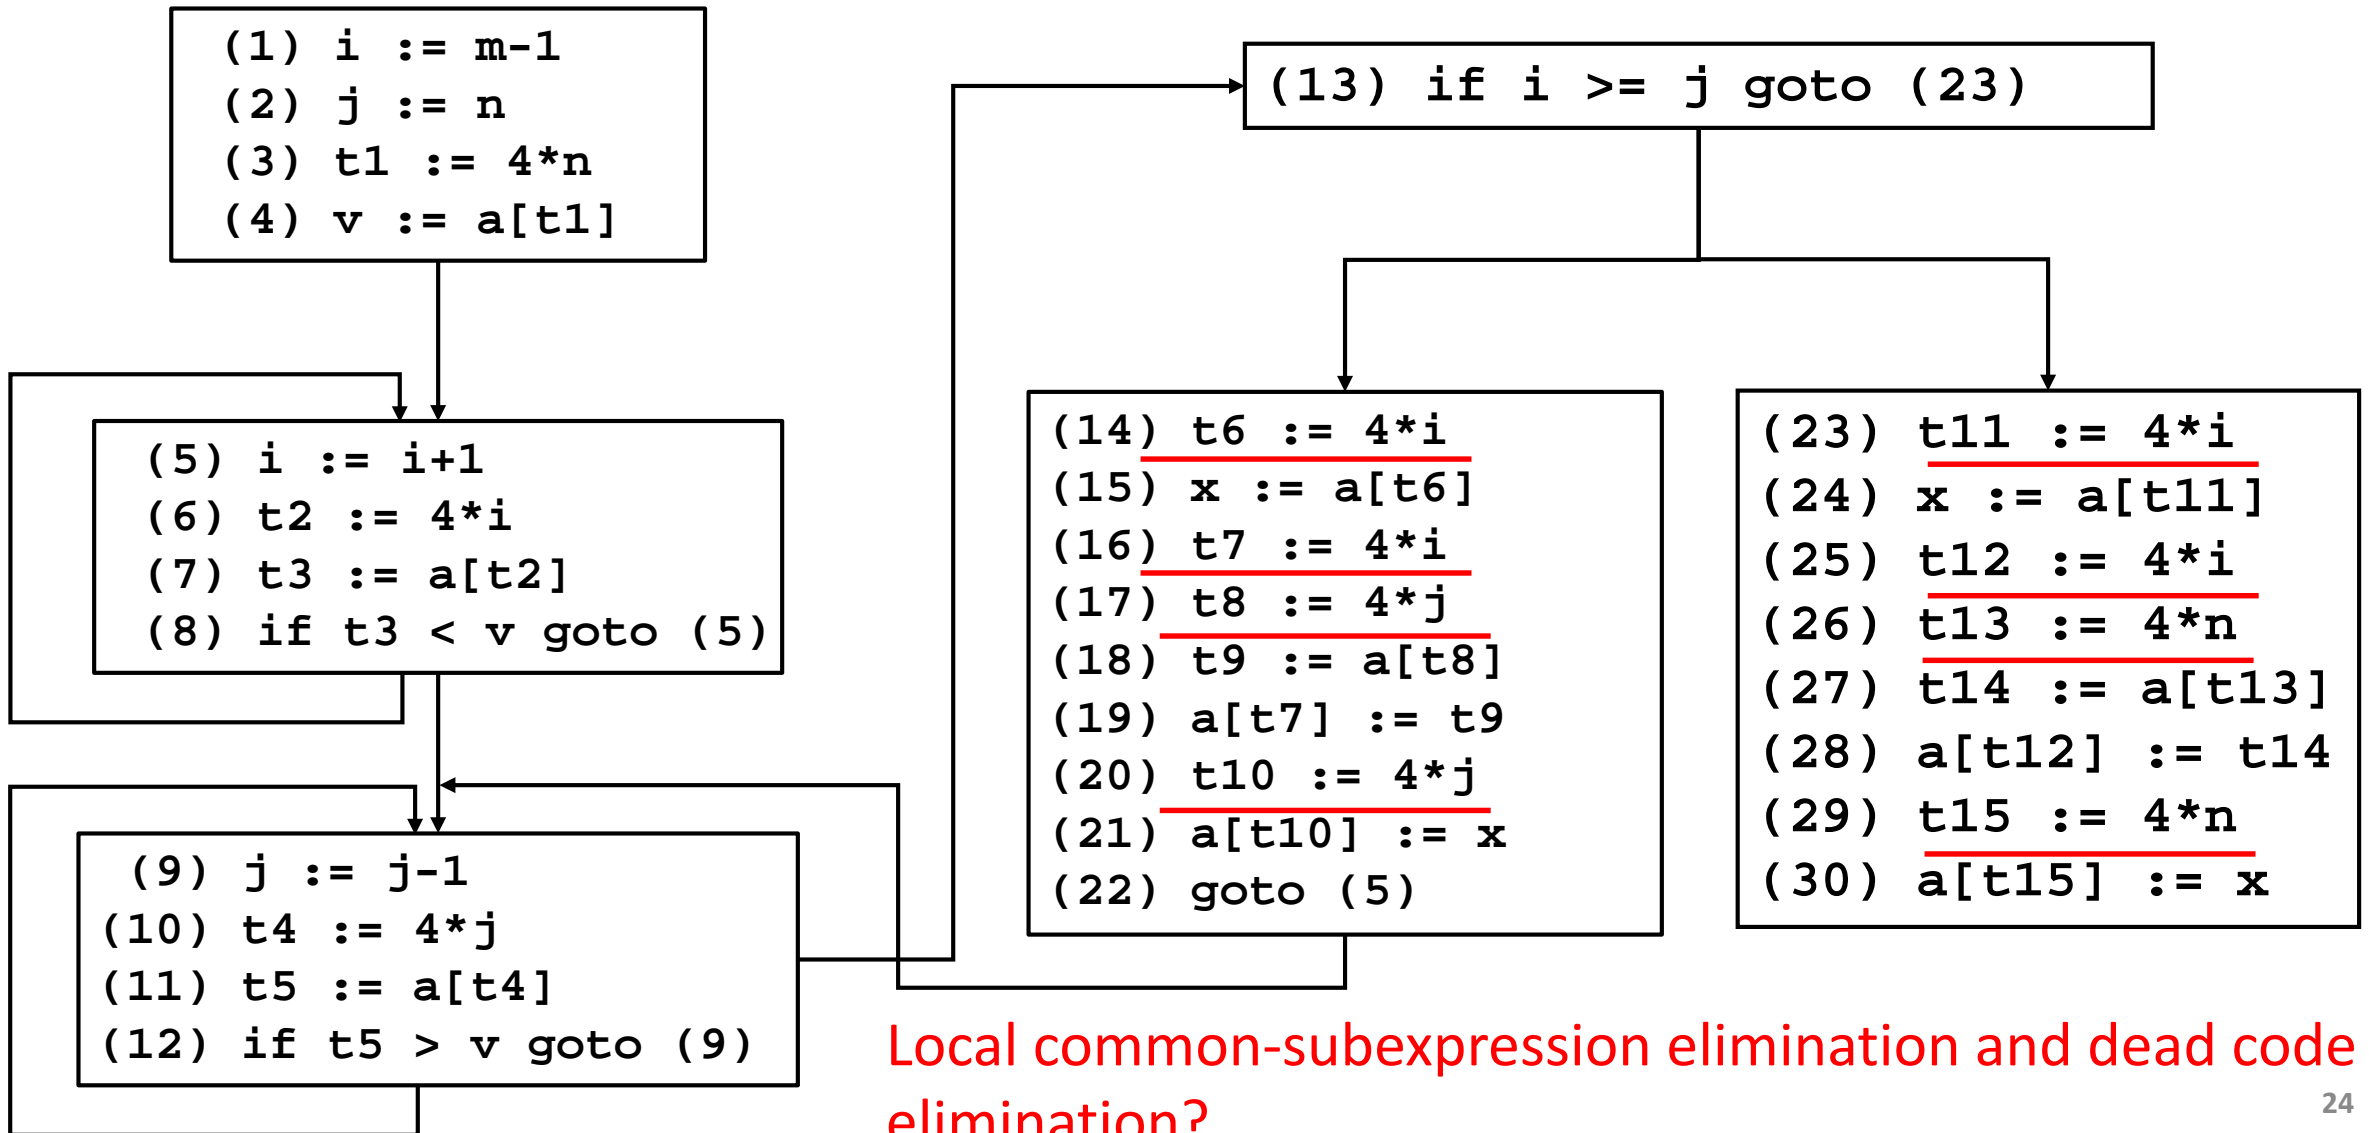 (1) i := m-1
(2) j := n
(3) t1 := 4*n
(4) v := a[t1]
(5) i := i+1
(6) t2 := 4*i
(7) t3 := a[t2]
(8) if t3 < v goto (5)
(9) j := j-1
(10) t4 := 4*j
(11) t5 := a[t4]
(12) if t5 > v goto (9)
(13) if i >= j goto (23)
(14) t6 := 4*i
(15) x := a[t6]
(16) t7 := 4*i
(17) t8 := 4*j
(18) t9 := a[t8]
(19) a[t7] := t9
(20) t10 := 4*j
(21) a[t10] := x
(22) goto (5)
(23) t11 := 4*i
(24) x := a[t11]
(25) t12 := 4*i
(26) t13 := 4*n
(27) t14 := a[t13]
(28) a[t12] := t14
(29) t15 := 4*n
(30) a[t15] := x
Local common-subexpression elimination and dead code
elimination?
24